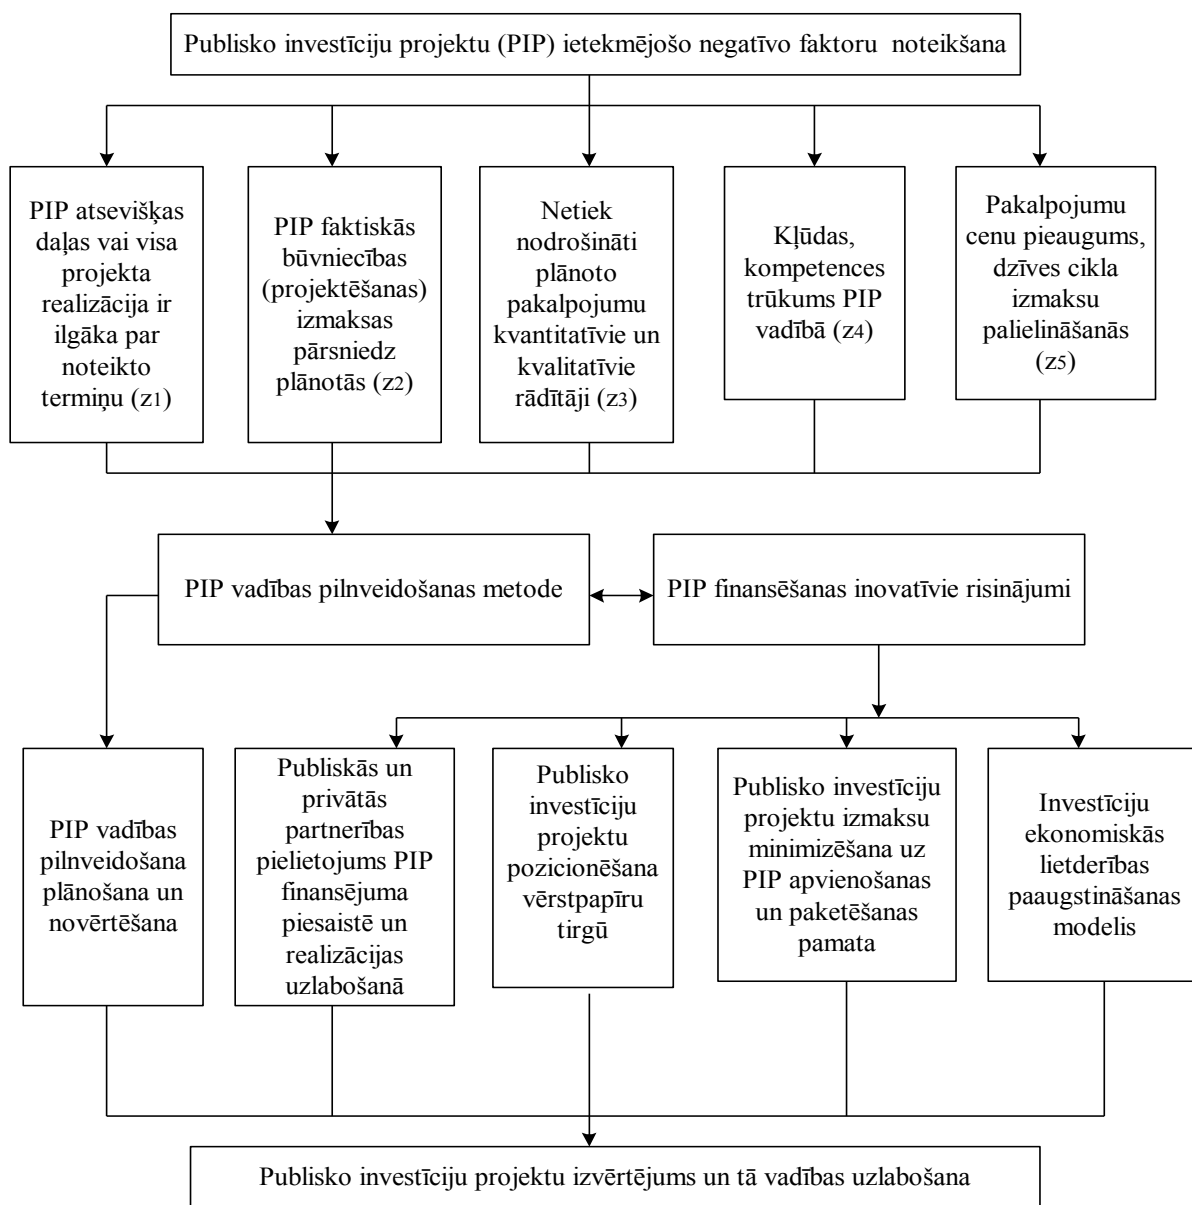 Publisko investīciju projektu (PIP) ietekmējošo negatīvo faktoru noteikšana
PIP atsevišķas
daļas vai visa
projekta
realizācija ir
ilgāka par
noteikto
termiņu (z1)
PIP faktiskās
būvniecības
(projektēšanas)
izmaksas
pārsniedz
plānotās (z2)
Netiek
nodrošināti
plānoto
pakalpojumu
kvantitatīvie un
kvalitatīvie
rādītāji (z3)
Kļūdas,
kompetences
trūkums PIP
vadībā (z4)
Pakalpojumu
cenu pieaugums,
dzīves cikla
izmaksu
palielināšanās
(z5)
PIP vadības pilnveidošanas metode
PIP finansēšanas inovatīvie risinājumi
PIP vadības
pilnveidošana
plānošana un
novērtēšana
Publiskās un
privātās
partnerības
pielietojums PIP
finansējuma
piesaistē un
realizācijas
uzlabošanā
Publisko
investīciju
projektu
pozicionēšana
vērstpapīru
tirgū
Publisko investīciju
projektu izmaksu
minimizēšana uz
PIP apvienošanas
un paketēšanas
pamata
Investīciju
ekonomiskās
lietderības
paaugstināšanas
modelis
Publisko investīciju projektu izvērtējums un tā vadības uzlabošana